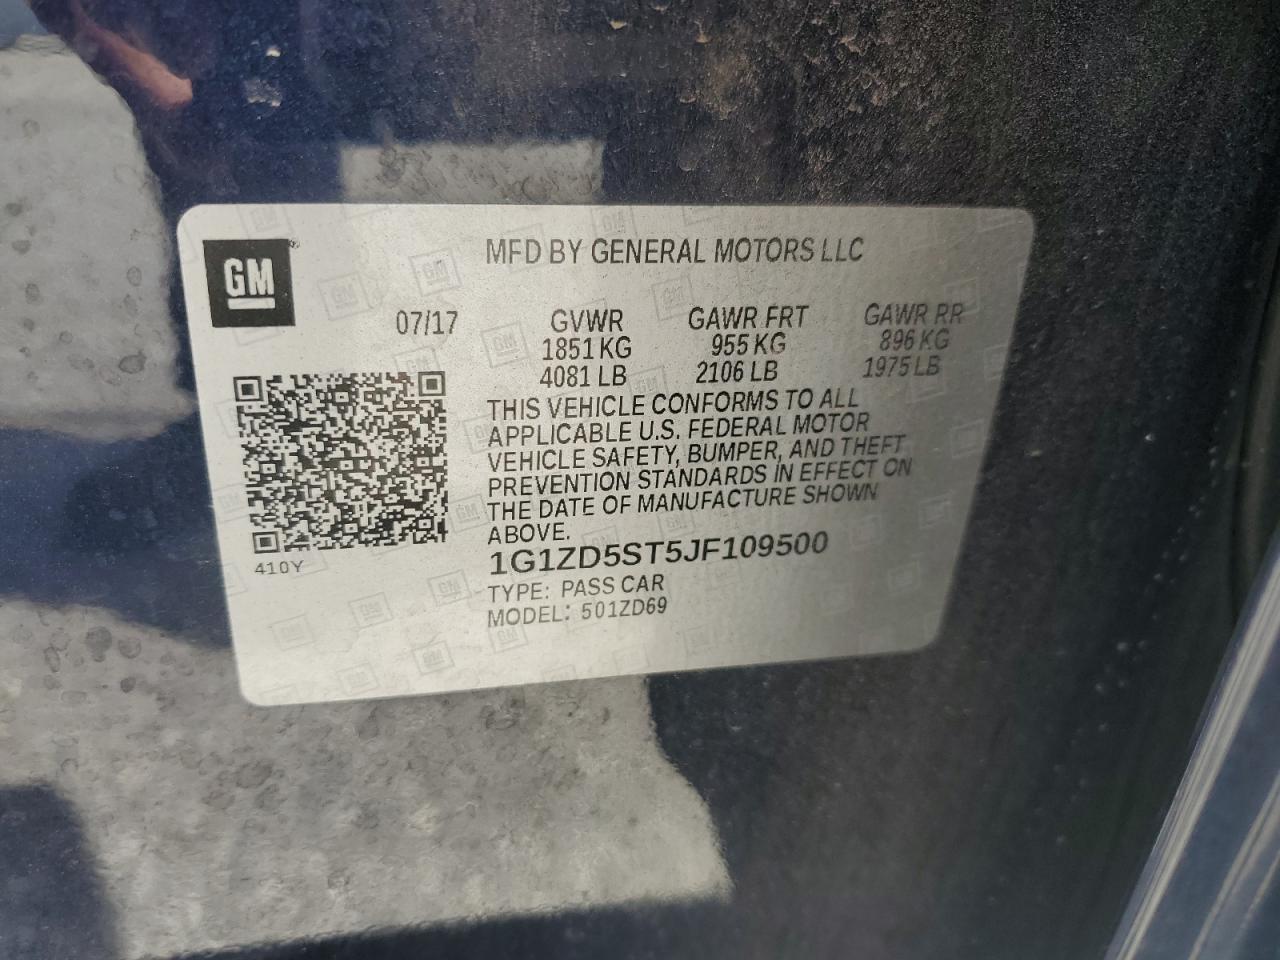 GM
MFD BY GENERAL MOTORS LLC
07/17 GVWR GAWR FRT GAWR RR
1851 KG 955 KG 896 KG
4081 LB 2106 LB 1975 LB
THIS VEHICLE CONFORMS TO ALL
APPLICABLE U.S. FEDERAL MOTOR
VEHICLE SAFETY, BUMPER, AND THEFT
PREVENTION STANDARDS IN EFFECT ON
THE DATE OF MANUFACTURE SHOWN
ABOVE.
1G1ZD5ST5JF109500
410Y
TYPE: PASS CAR
MODEL: 501ZD69